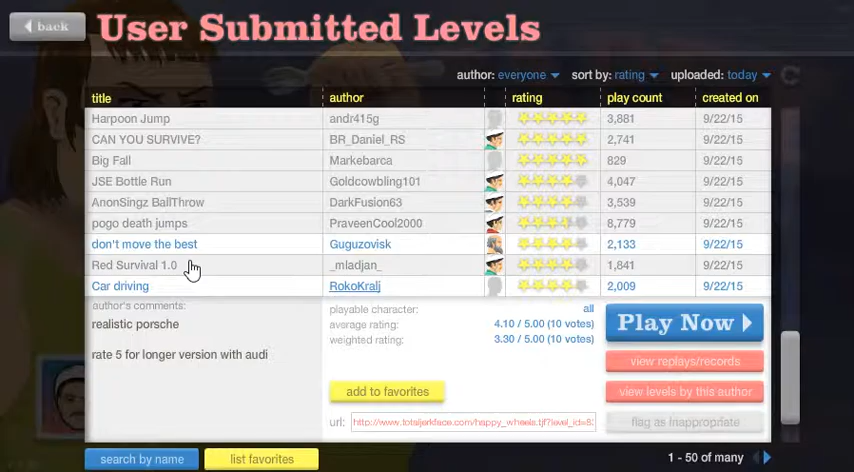 back
User Submitted Levels
author: everyone sort by: rating uploaded: today
title author rating play count created on
Harpoon Jump andr415g 3,881 9/22/15
CAN YOU SURVIVE? BR_Daniel_RS 2,741 9/22/15
Big Fall Markebarca 829 9/22/15
JSE Bottle Run Goldcowbling101 4,047 9/22/15
AnonSingz BallThrow DarkFusion63 3,539 9/22/15
pogo death jumps PraveenCool2000 8,779 9/22/15
don't move the best Guguzovisk 2,133 9/22/15
Red Survival 1.0 _mladjan_ 1,841 9/22/15
Car driving RokoKralj 2,009 9/22/15
author's comments:
realistic porsche
rate 5 for longer version with audi
playable character: all
average rating: 4.10 / 5.00 (10 votes)
weighted rating: 3.30 / 5.00 (10 votes)
add to favorites
url: http://www.totaljerkface.com/happy_wheels.tjf?level_id=8
Play Now
view replays/records
view levels by this author
flag as inappropriate
search by name list favorites 1 - 50 of many